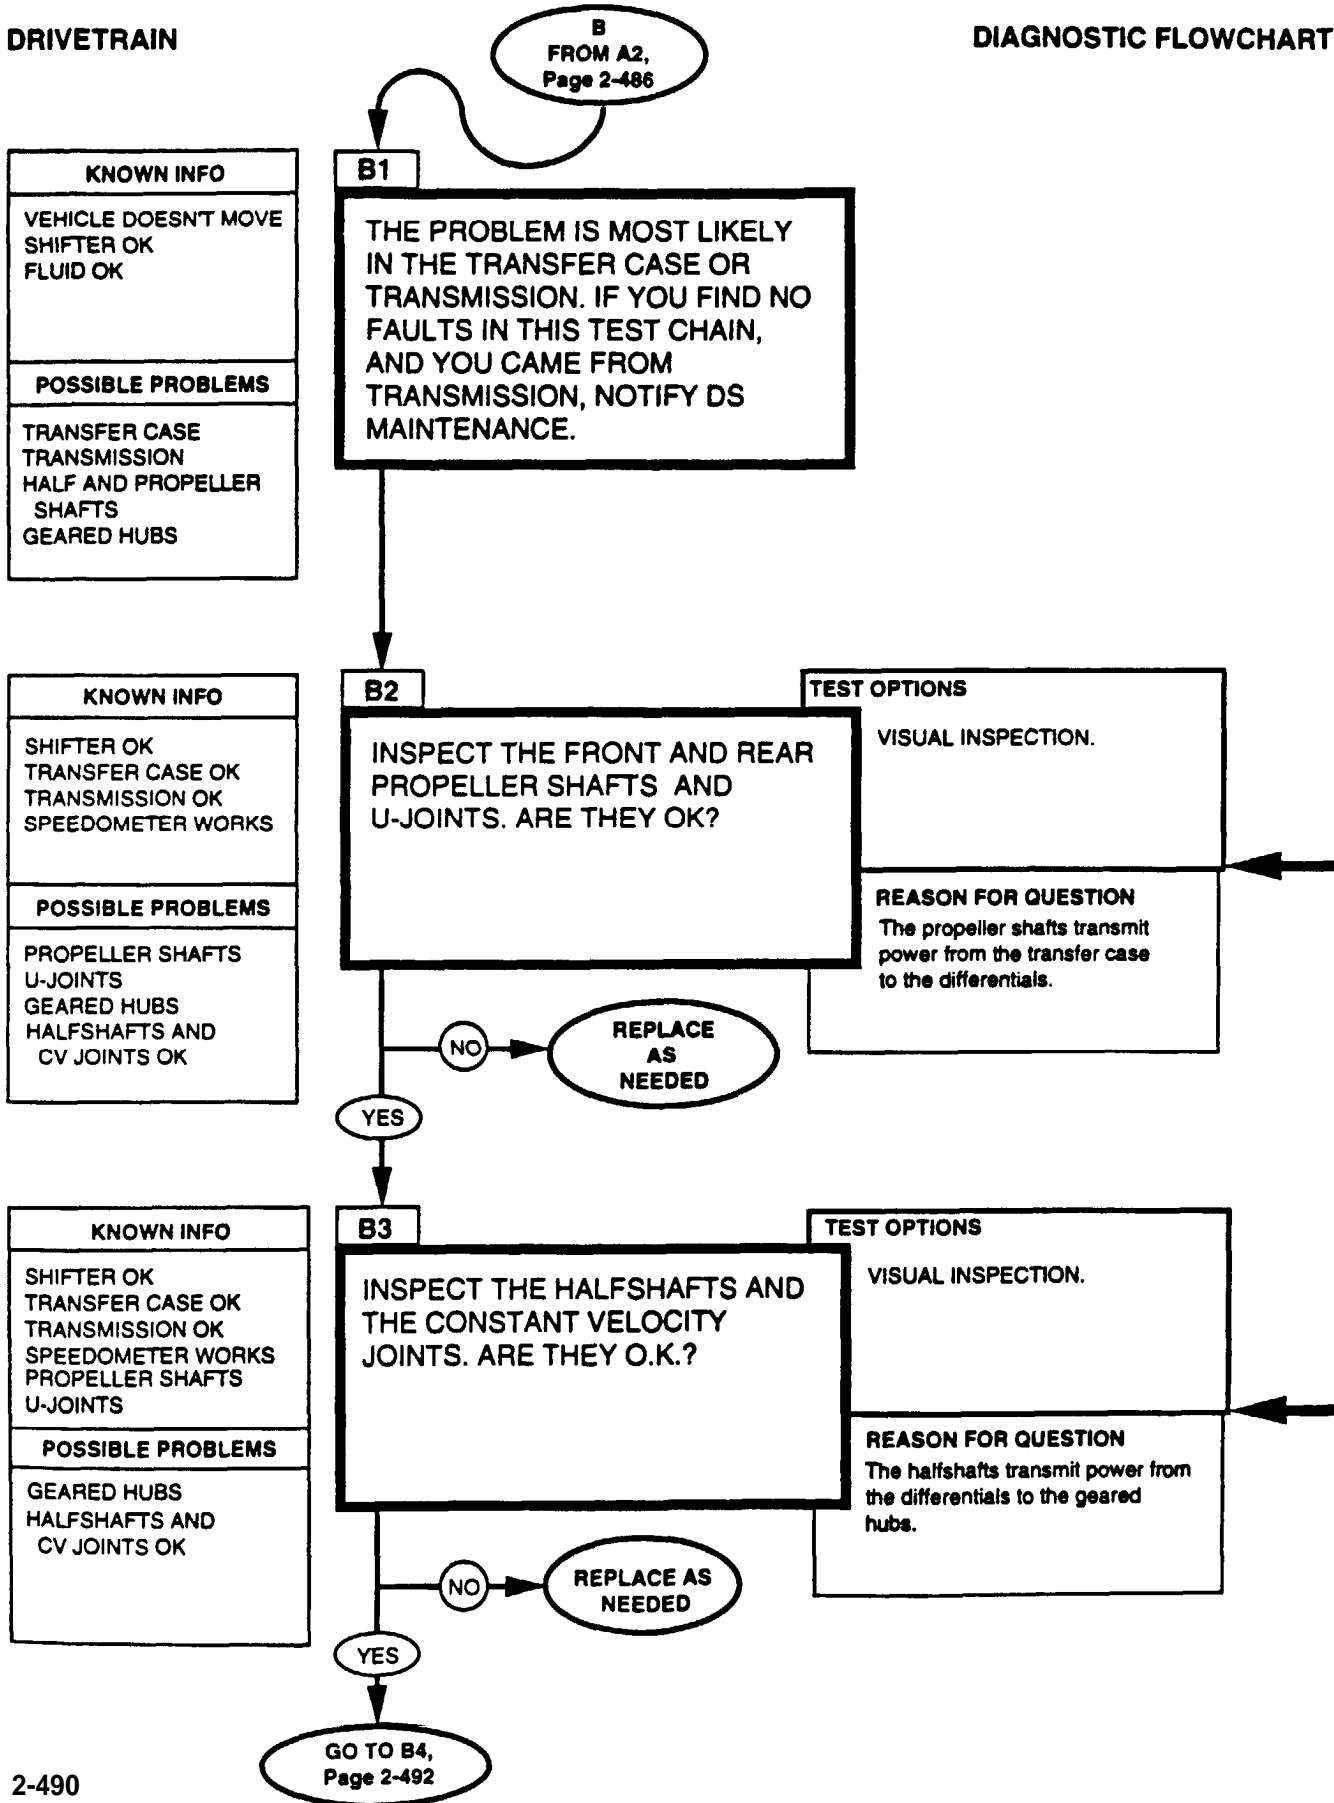 DRIVETRAIN
DIAGNOSTIC FLOWCHART
B
FROM A2,
Page 2-486
KNOWN INFO
VEHICLE DOESN'T MOVE
SHIFTER OK
FLUID OK
POSSIBLE PROBLEMS
TRANSFER CASE
TRANSMISSION
HALF AND PROPELLER
SHAFTS
GEARED HUBS
B1
THE PROBLEM IS MOST LIKELY
IN THE TRANSFER CASE OR
TRANSMISSION. IF YOU FIND NO
FAULTS IN THIS TEST CHAIN,
AND YOU CAME FROM
TRANSMISSION, NOTIFY DS
MAINTENANCE.
KNOWN INFO
SHIFTER OK
TRANSFER CASE OK
TRANSMISSION OK
SPEEDOMETER WORKS
POSSIBLE PROBLEMS
PROPELLER SHAFTS
U-JOINTS
GEARED HUBS
HALFSHAFTS AND
CV JOINTS OK
B2
INSPECT THE FRONT AND REAR
PROPELLER SHAFTS AND
U-JOINTS. ARE THEY OK?
TEST OPTIONS
VISUAL INSPECTION.
REASON FOR QUESTION
The propeller shafts transmit
power from the transfer case
to the differentials.
NO
REPLACE
AS
NEEDED
YES
KNOWN INFO
SHIFTER OK
TRANSFER CASE OK
TRANSMISSION OK
SPEEDOMETER WORKS
PROPELLER SHAFTS
U-JOINTS
POSSIBLE PROBLEMS
GEARED HUBS
HALFSHAFTS AND
CV JOINTS OK
B3
INSPECT THE HALFSHAFTS AND
THE CONSTANT VELOCITY
JOINTS. ARE THEY O.K.?
TEST OPTIONS
VISUAL INSPECTION.
REASON FOR QUESTION
The halfshafts transmit power from
the differentials to the geared
hubs.
NO
REPLACE AS
NEEDED
YES
GO TO B4,
Page 2-492
2-490